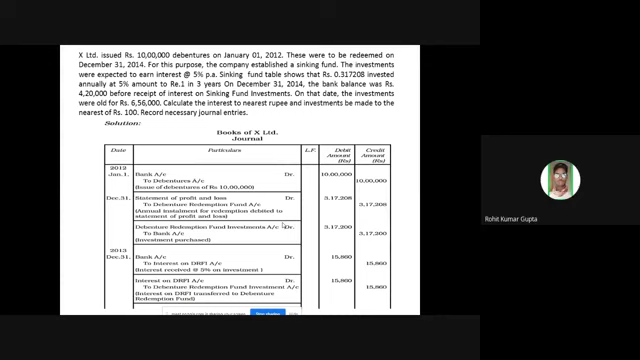 X Ltd. issued Rs. 10,00,000 debentures on January 01, 2012. These were to be redeemed on
December 31, 2014. For this purpose, the company established a sinking fund. The investments
were expected to earn interest @ 5% p.a. Sinking fund table shows that Rs. 0.317208 invested
annually at 5% amount to Re.1 in 3 years On December 31, 2014, the bank balance was Rs.
4,20,000 before receipt of interest on Sinking Fund Investments. On that date, the investments
were old for Rs. 6,56,000. Calculate the interest to nearest rupee and investments be made to the
nearest of Rs. 100. Record necessary journal entries.
Solution:
Books of X Ltd.
Journal
Date Particulars L.F. Debit Amount (Rs) Credit Amount (Rs)
2012
Jan.1. Bank A/c Dr. 10,00,000
To Debentures A/c 10,00,000
(Issue of debentures of Rs 10,00,000)
Dec.31. Statement of profit and loss Dr. 3,17,208
To Debenture Redemption Fund A/c 3,17,208
(Annual instalment for redemption debited to
statement of profit and loss)
Debenture Redemption Fund Investments A/c Dr. 3,17,200
To Bank A/c 3,17,200
(Investment purchased)
2013
Dec.31. Bank A/c Dr. 15,860
To Interest on DRFI A/c 15,860
(Interest received @ 5% on investment )
Interest on DRFI A/c Dr. 15,860
To Debenture Redemption Fund Investment A/c 15,860
(Interest on DRFI transferred to Debenture
Redemption Fund)
Stop sharing
Rohit Kumar Gupta